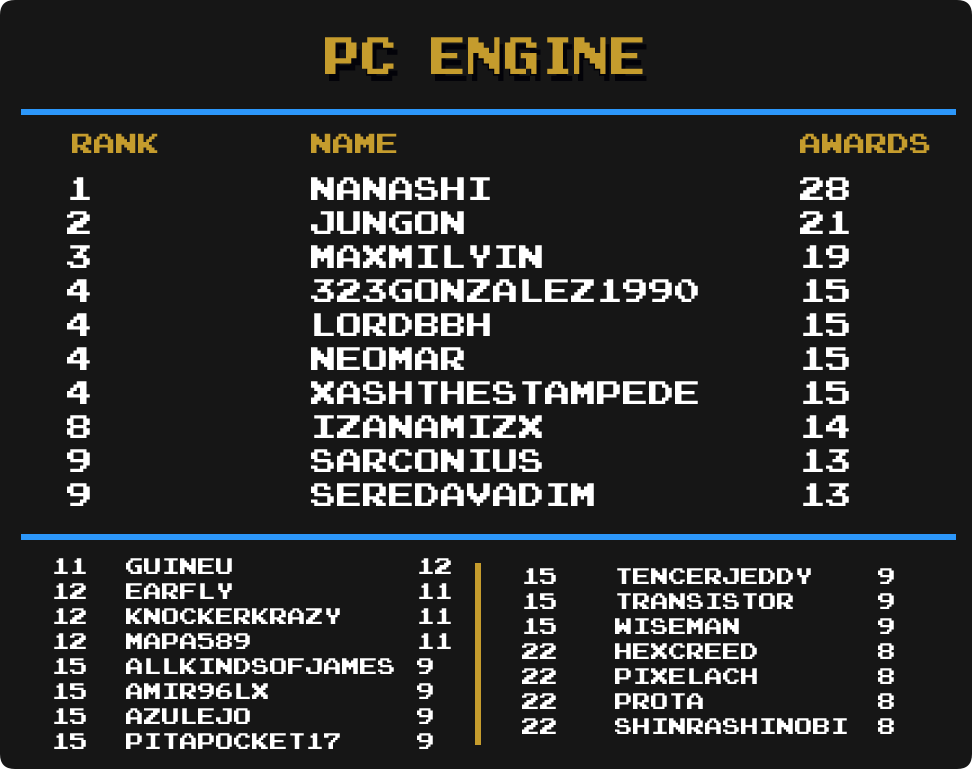 PC ENGINE
RANK NAME AWARDS
1 NANASHI 28
2 JUNGON 21
3 MAXMILYIN 19
4 323GONZALEZ1990 15
4 LORDBBH 15
4 NEOMAR 15
4 XASHTHESTAMPEDE 15
8 IZANAMIZX 14
9 SARCONIUS 13
9 SEREDAVADIM 13
11 GUINEU 12
12 EARFLY 11
12 KNOCKERKRAZY 11
12 MAPA589 11
15 ALLKINDSOFJAMES 9
15 AMIR96LX 9
15 AZULEJO 9
15 PITAPOCKET17 9
15 TENCERJEDDY 9
15 TRANSISTOR 9
15 WISEMAN 9
22 HEXCREED 8
22 PIXELACH 8
22 PROTA 8
22 SHINRASHINOBI 8